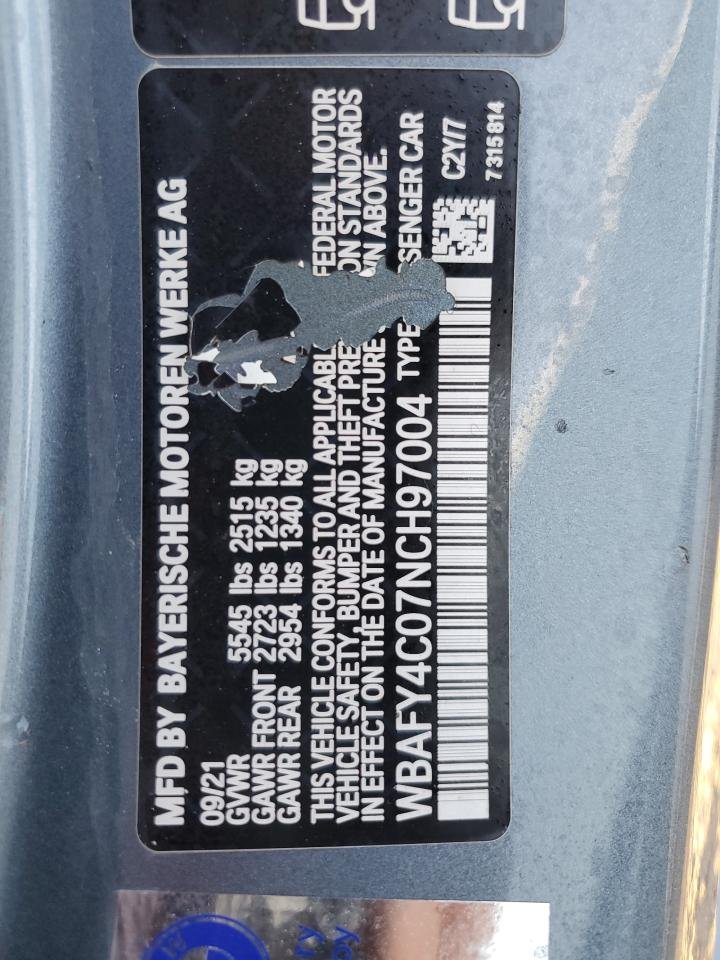 MFD BY BAYERISCHE MOTOREN WERKE AG
09/21
GVWR 5545 lbs 2515 kg
GAWR FRONT 2723 lbs 1235 kg
GAWR REAR 2954 lbs 1340 kg
THIS VEHICLE CONFORMS TO ALL APPLICABL FEDERAL MOTOR
VEHICLE SAFETY, BUMPER AND THEFT PRE ON STANDARDS
IN EFFECT ON THE DATE OF MANUFACTURE WN ABOVE.
WBAFY4C07NCH97004 TYPE SENGER CAR
C2Y/7
7315814